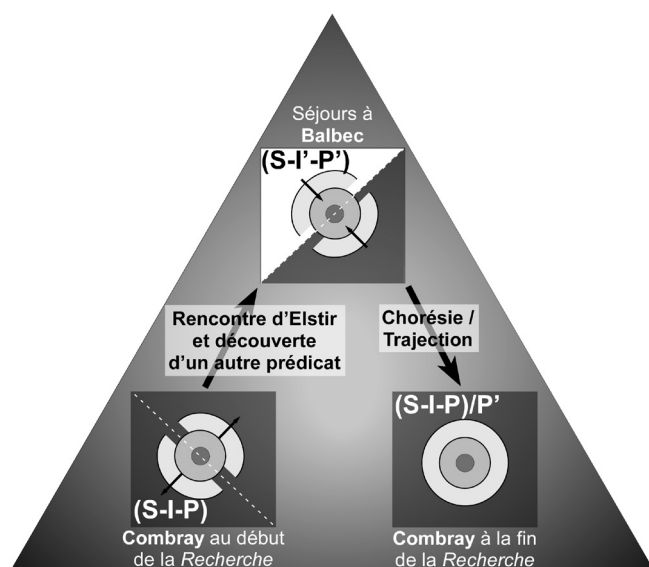 Séjours à
Balbec
(S-I’-P’)
Rencontre d’Elstir
et découverte
d’un autre prédicat
Chorésie /
Trajection
(S-I-P)
Combray au début
de la Recherche
(S-I-P)/P’
Combray à la fin
de la Recherche